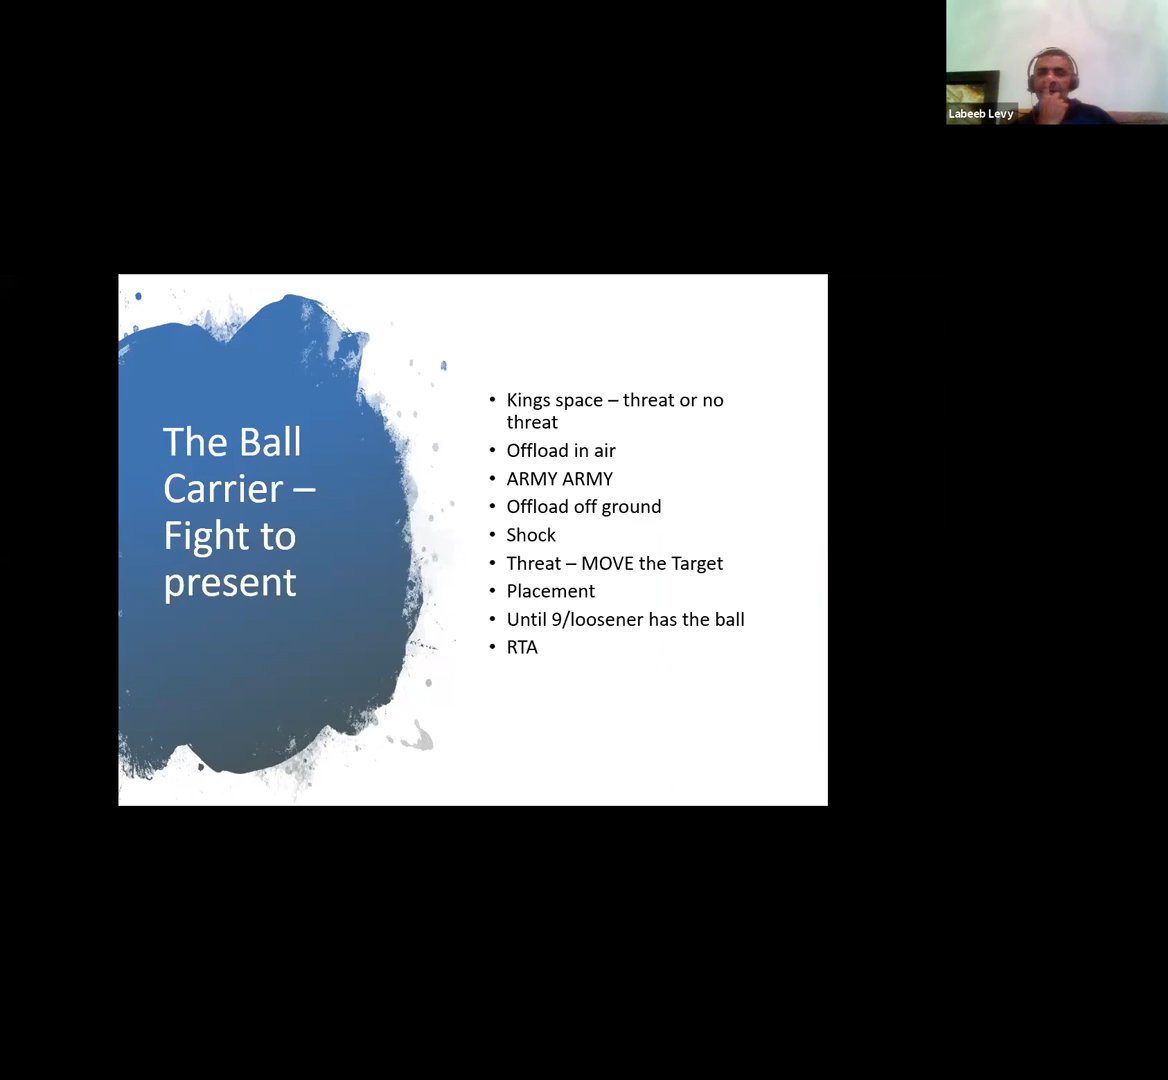 Labeeb Levy
The Ball
Carrier –
Fight to
present
• Kings space – threat or no
threat
• Offload in air
• ARMY ARMY
• Offload off ground
• Shock
• Threat – MOVE the Target
• Placement
• Until 9/loosener has the ball
• RTA